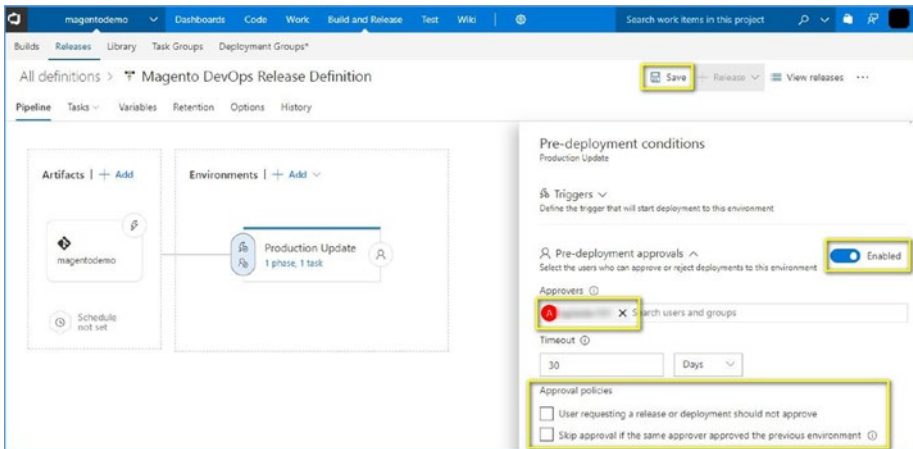 magentodemo Dashboards Code Work Build and Release Test Wiki Search work items in this project
Builds Releases Library Task Groups Deployment Groups*
All definitions > Magento DevOps Release Definition Save + Release View releases ...
Pipeline Tasks Variables Retention Options History
Pre-deployment conditions
Production Update
Artifacts | + Add Environments | + Add
Triggers
Define the trigger that will start deployment to this environment
magentodemo
Production Update
1 phase, 1 task
Pre-deployment approvals Enabled
Select the users who can approve or reject deployments to this environment
Approvers
A X Search users and groups
Schedule
not set
Timeout
30 Days
Approval policies
User requesting a release or deployment should not approve
Skip approval if the same approver approved the previous environment